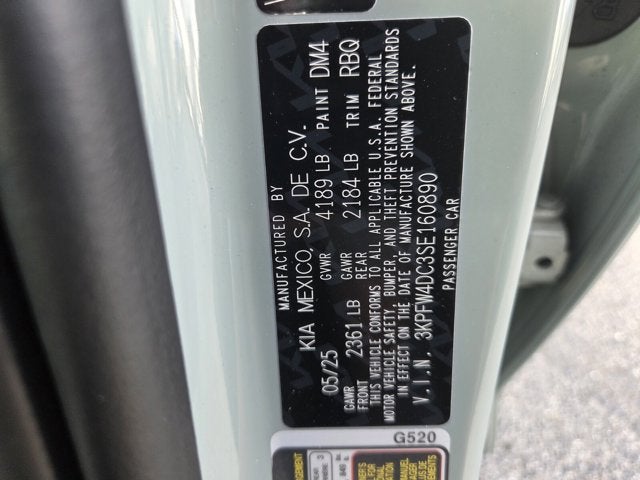 MANUFACTURED BY
KIA MEXICO, S.A. DE C.V.
05/25 GVWR 4189 LB PAINT DM4
GAWR FRONT 2361 LB GAWR REAR 2184 LB TRIM RBQ
THIS VEHICLE CONFORMS TO ALL APPLICABLE U.S.A. FEDERAL
MOTOR VEHICLE SAFETY, BUMPER, AND THEFT PREVENTION STANDARDS
IN EFFECT ON THE DATE OF MANUFACTURE SHOWN ABOVE.
V.I.N. 3KPFW4DC3SE160890
PASSENGER CAR
G520